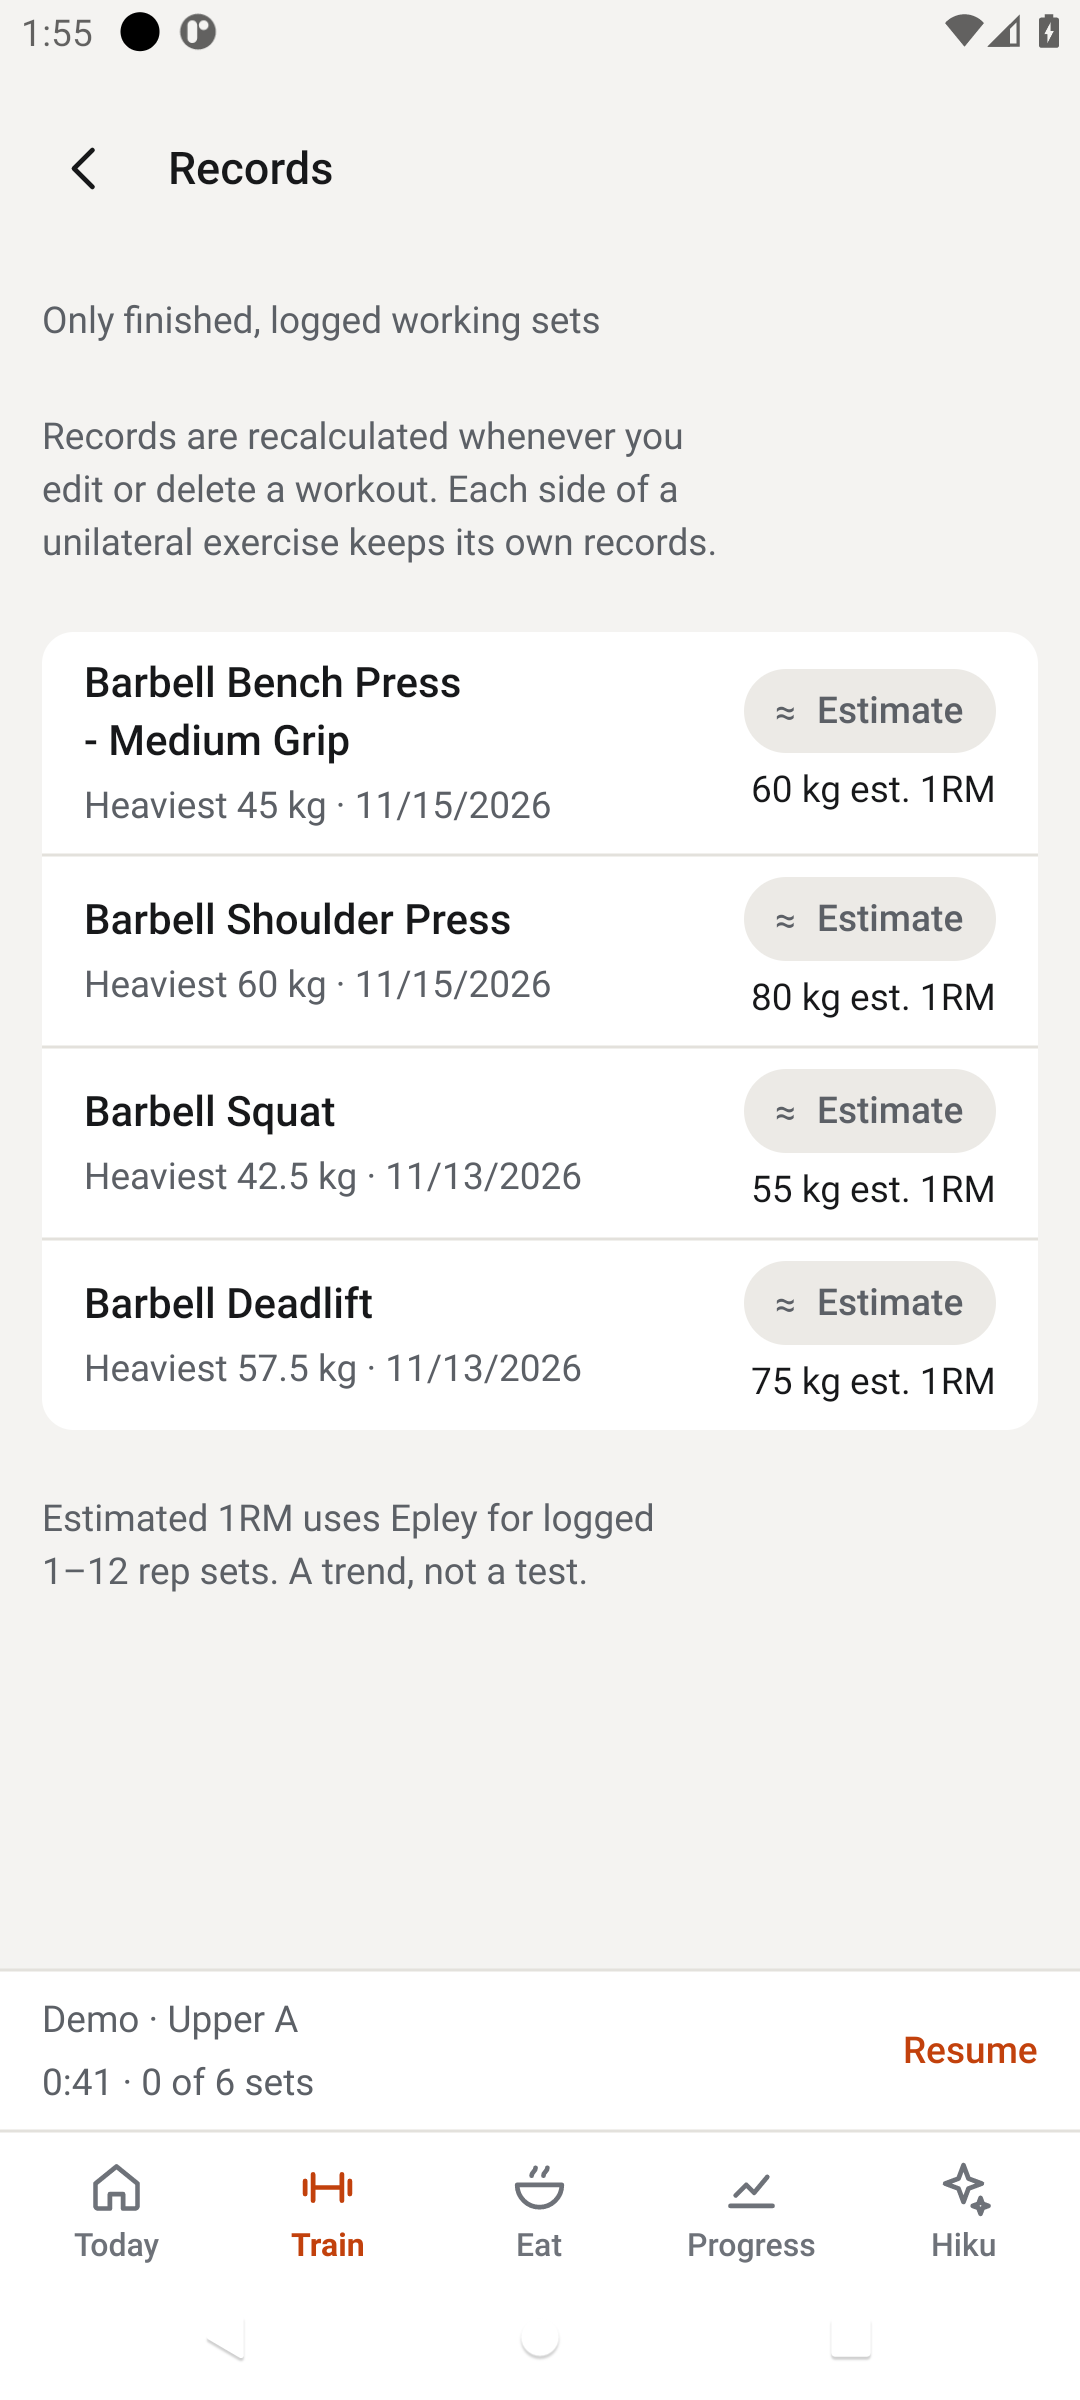 1:55
Records
Only finished, logged working sets
Records are recalculated whenever you
edit or delete a workout. Each side of a
unilateral exercise keeps its own records.
Barbell Bench Press
- Medium Grip
Heaviest 45 kg · 11/15/2026
≈ Estimate
60 kg est. 1RM
Barbell Shoulder Press
Heaviest 60 kg · 11/15/2026
≈ Estimate
80 kg est. 1RM
Barbell Squat
Heaviest 42.5 kg · 11/13/2026
≈ Estimate
55 kg est. 1RM
Barbell Deadlift
Heaviest 57.5 kg · 11/13/2026
≈ Estimate
75 kg est. 1RM
Estimated 1RM uses Epley for logged
1–12 rep sets. A trend, not a test.
Demo · Upper A
0:41 · 0 of 6 sets
Resume
Today
Train
Eat
Progress
Hiku